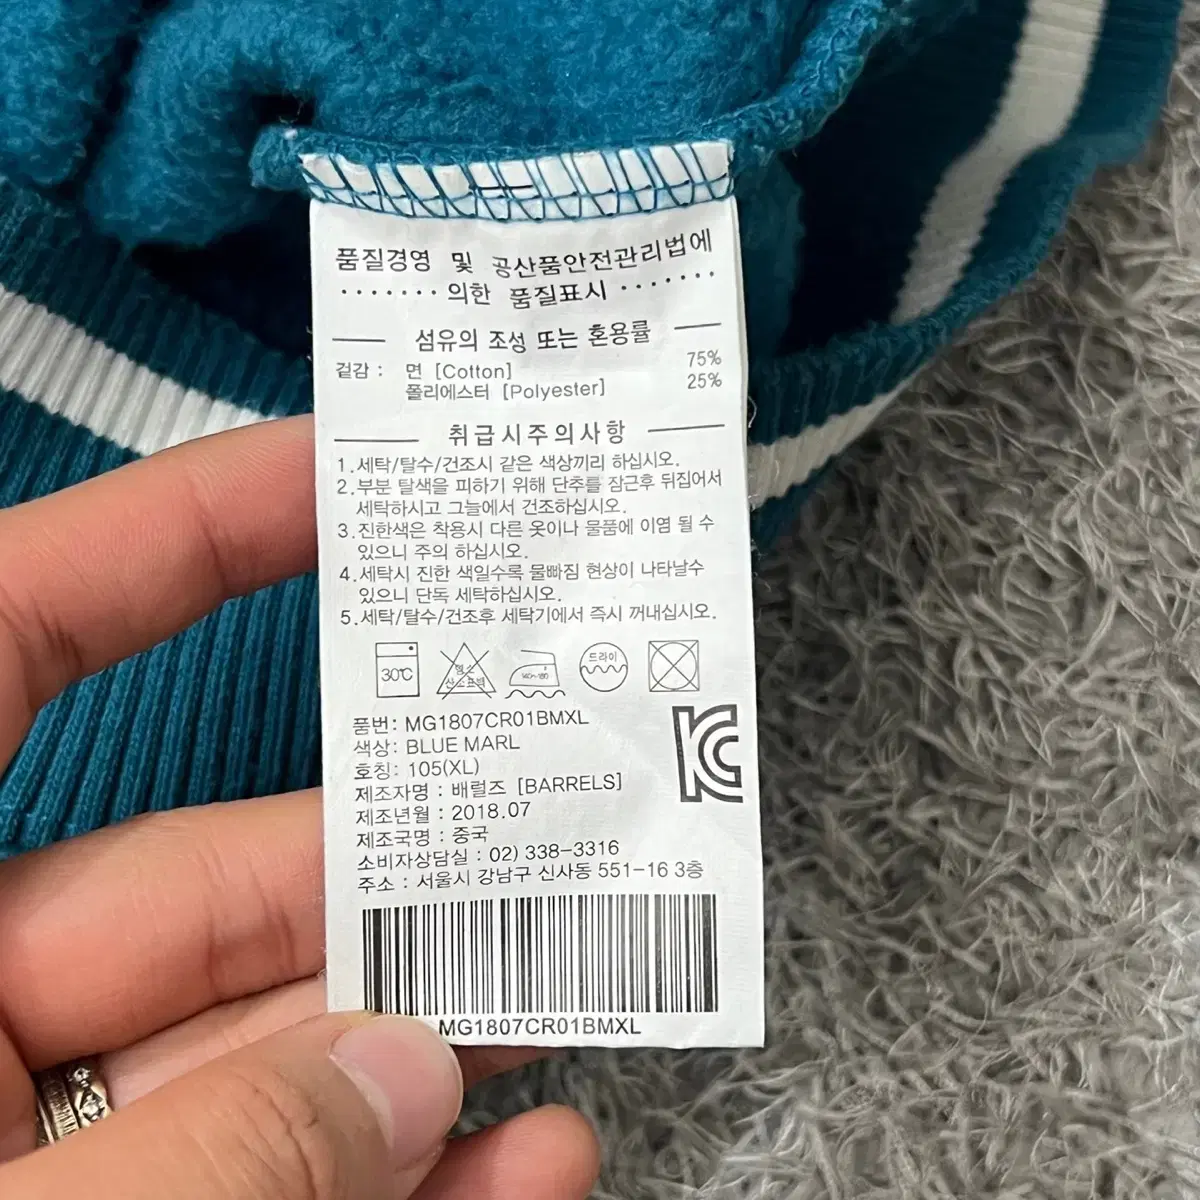 품질경영 및 공산품안전관리법에
·······의한 품질표시·······
섬유의 조성 또는 혼용률
겉감 : 면 [Cotton] 75%
폴리에스터 [Polyester] 25%
취급시주의사항
1.세탁/탈수/건조시 같은 색상끼리 하십시오.
2.부분 탈색을 피하기 위해 단추를 잠근후 뒤집어서
세탁하시고 그늘에서 건조하십시오.
3.진한색은 착용시 다른 옷이나 물품에 이염 될 수
있으니 주의 하십시오.
4.세탁시 진한 색일수록 물빠짐 현상이 나타날수
있으니 단독 세탁하십시오.
5.세탁/탈수/건조후 세탁기에서 즉시 꺼내십시오.
30℃
염소
산소표백
140~160
드라이
품번: MG1807CR01BMXL
색상: BLUE MARL
호칭: 105(XL)
제조자명 : 배럴즈 [BARRELS]
제조년월 : 2018.07
제조국명 : 중국
소비자상담실 : 02) 338-3316
주소 : 서울시 강남구 신사동 551-16 3층
KC
MG1807CR01BMXL